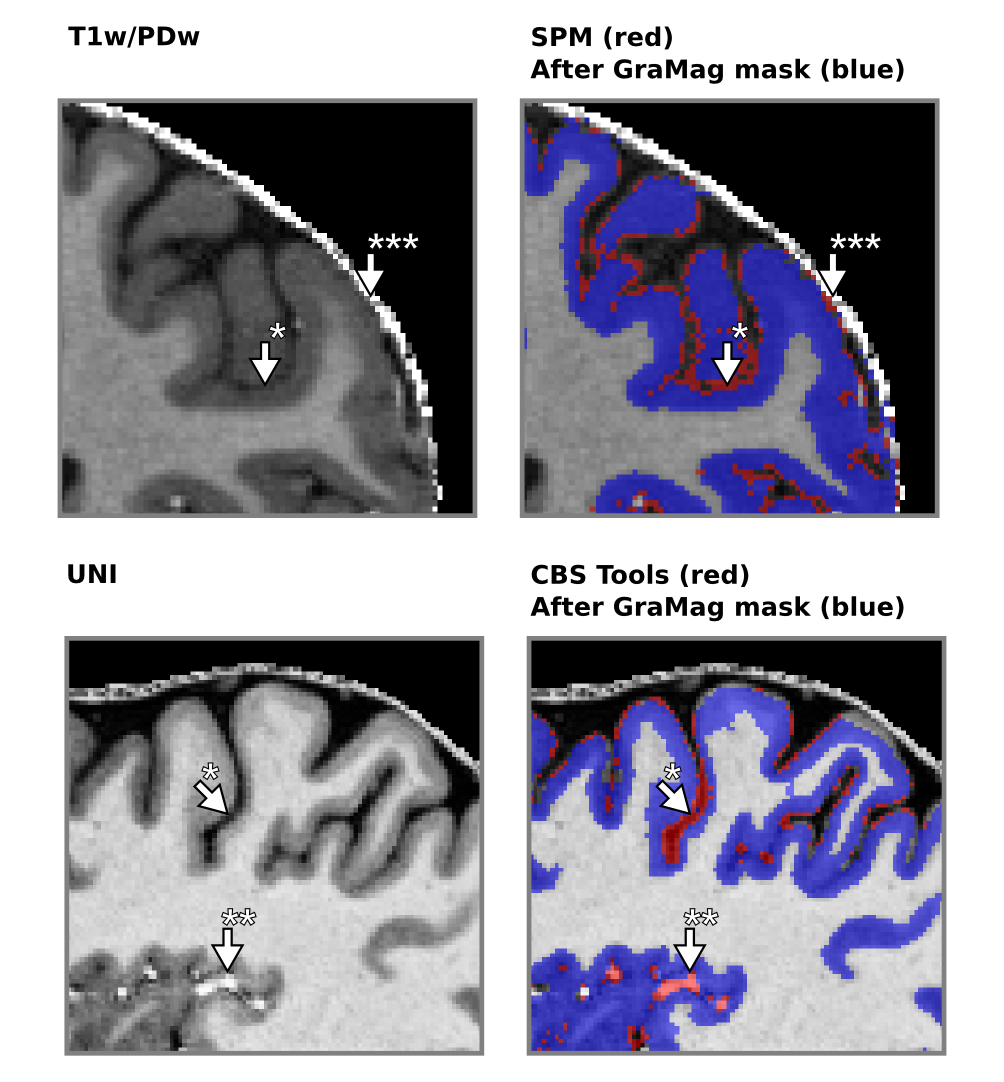 T1w/PDw
SPM (red)
After GraMag mask (blue)
***
***
*
*
UNI
CBS Tools (red)
After GraMag mask (blue)
*
*
**
**